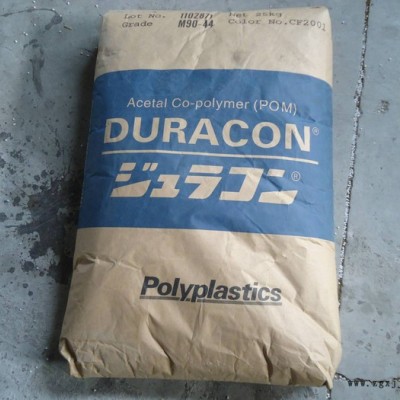 Lot No. Net 25kg
Grade M90-44 Color No. CF2001
Acetal Co-polymer (POM)
DURACON®
ジュラコン®
Polyplastics